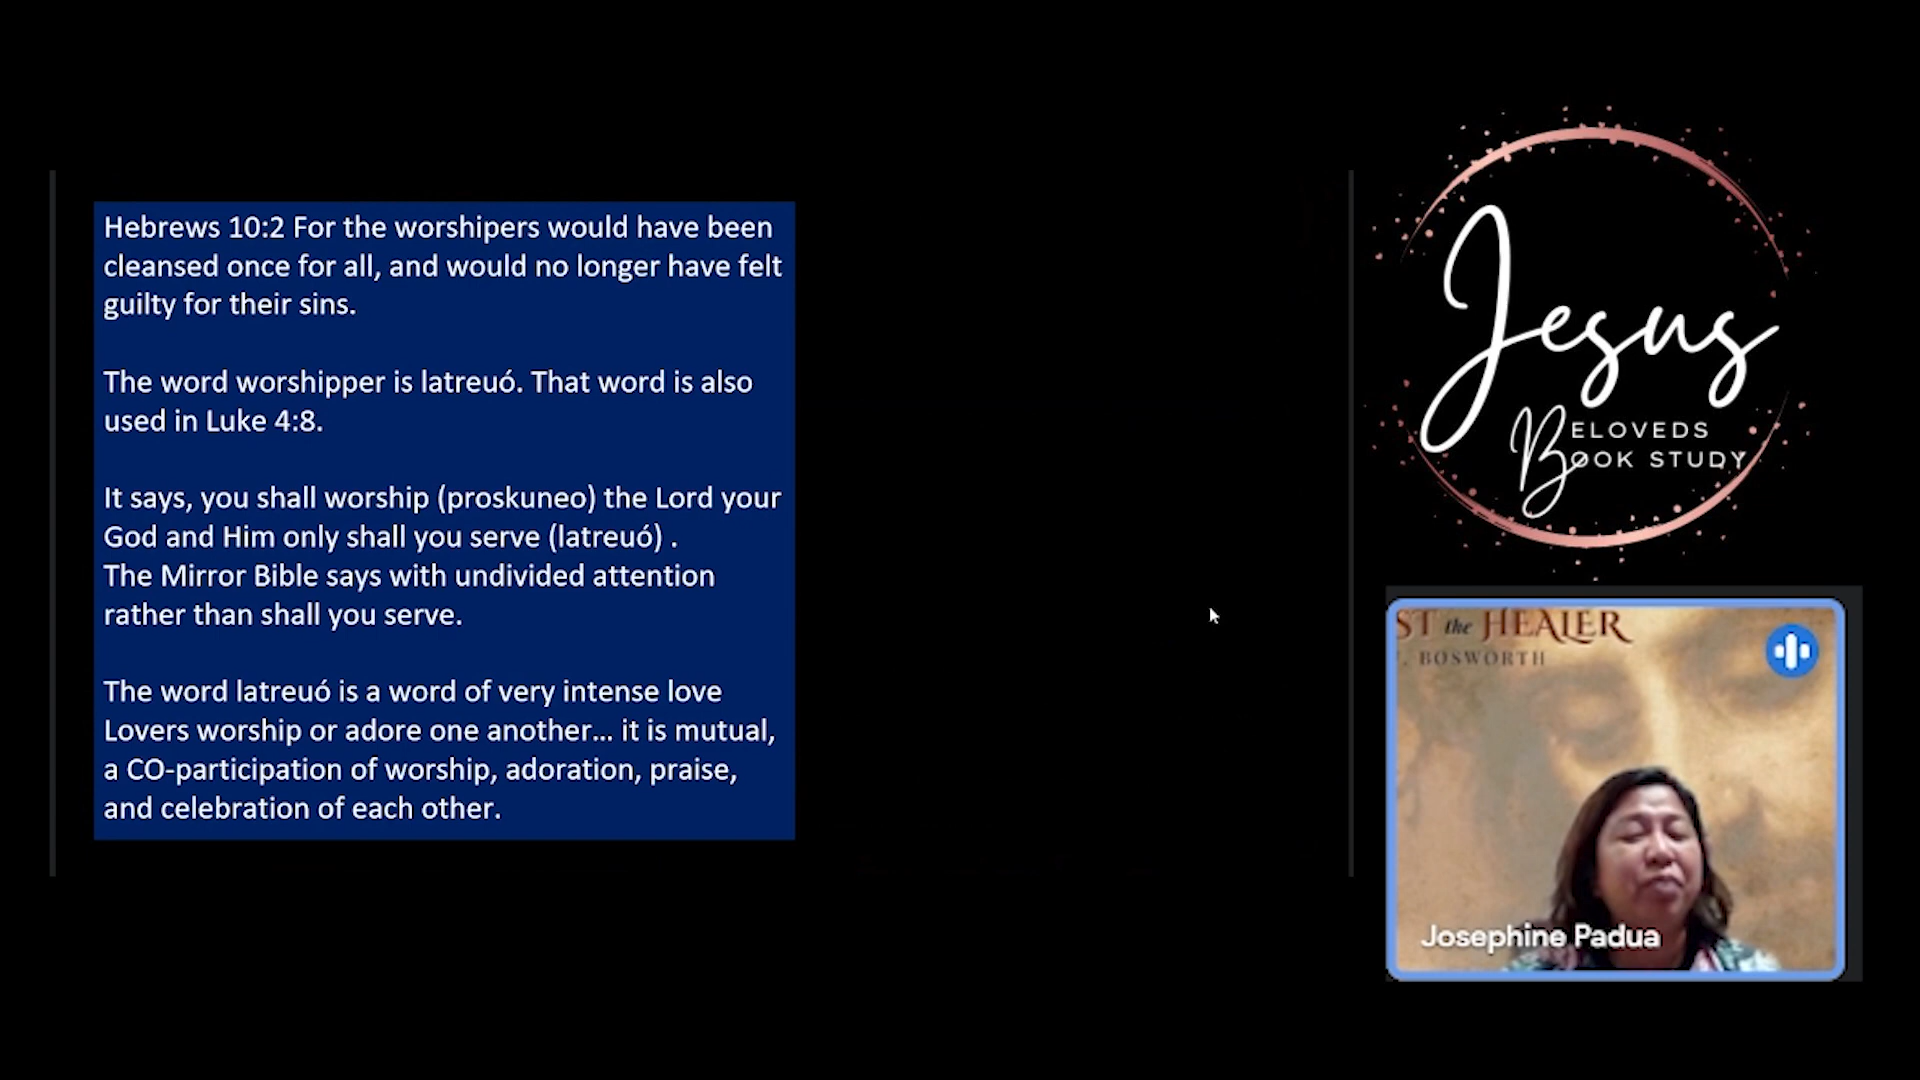 Hebrews 10:2 For the worshipers would have been
cleansed once for all, and would no longer have felt
guilty for their sins.
The word worshipper is latreuó. That word is also
used in Luke 4:8.
It says, you shall worship (proskuneo) the Lord your
God and Him only shall you serve (latreuó) .
The Mirror Bible says with undivided attention
rather than shall you serve.
The word latreuó is a word of very intense love
Lovers worship or adore one another... it is mutual,
a CO-participation of worship, adoration, praise,
and celebration of each other.
Jesus
BELOVEDS
BOOK STUDY
ST the HEALER
. BOSWORTH
Josephine Padua